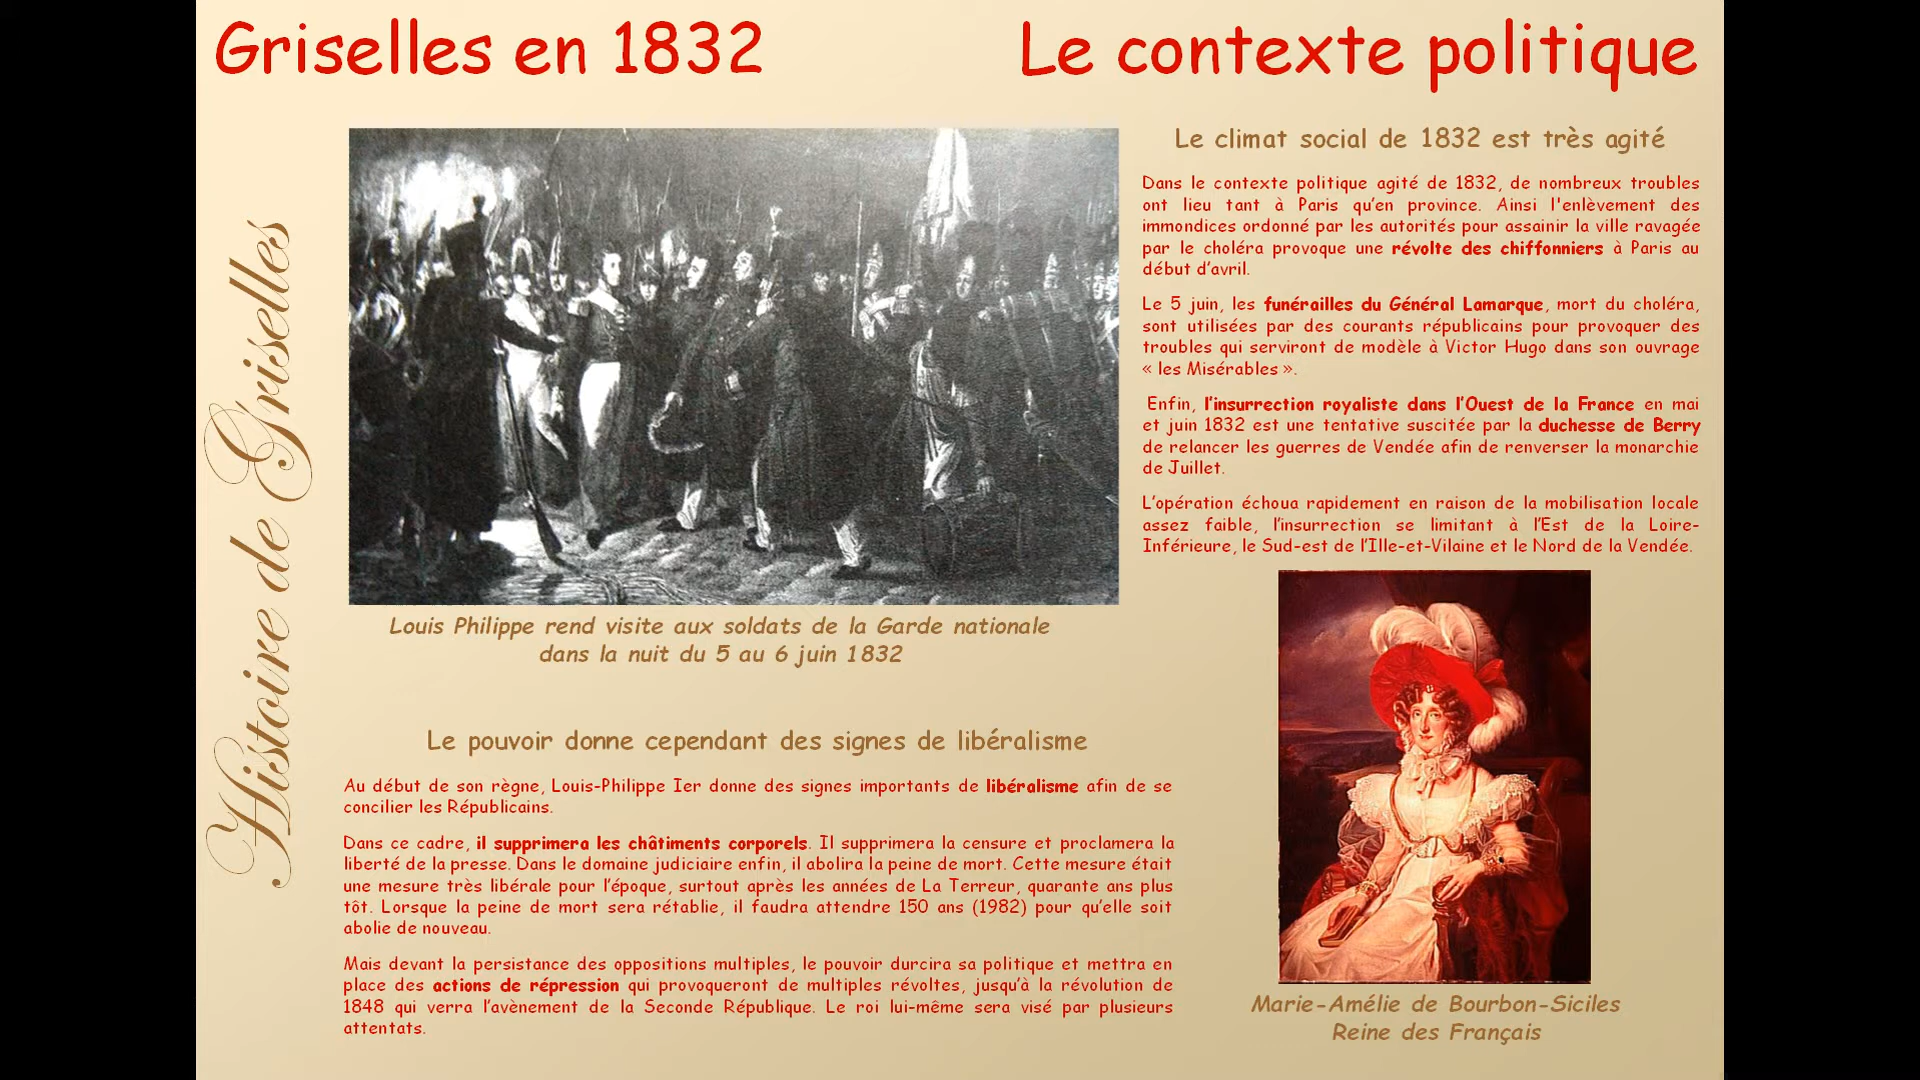 Griselles en 1832
Le contexte politique
Histoire de Griselles
Louis Philippe rend visite aux soldats de la Garde nationale
dans la nuit du 5 au 6 juin 1832
Le pouvoir donne cependant des signes de libéralisme
Au début de son règne, Louis-Philippe Ier donne des signes importants de libéralisme afin de se
concilier les Républicains.
Dans ce cadre, il supprimera les châtiments corporels. Il supprimera la censure et proclamera la
liberté de la presse. Dans le domaine judiciaire enfin, il abolira la peine de mort. Cette mesure était
une mesure très libérale pour l'époque, surtout après les années de La Terreur, quarante ans plus
tôt. Lorsque la peine de mort sera rétablie, il faudra attendre 150 ans (1982) pour qu'elle soit
abolie de nouveau.
Mais devant la persistance des oppositions multiples, le pouvoir durcira sa politique et mettra en
place des actions de répression qui provoqueront de multiples révoltes, jusqu'à la révolution de
1848 qui verra l'avènement de la Seconde République. Le roi lui-même sera visé par plusieurs
attentats.
Le climat social de 1832 est très agité
Dans le contexte politique agité de 1832, de nombreux troubles
ont lieu tant à Paris qu'en province. Ainsi l'enlèvement des
immondices ordonné par les autorités pour assainir la ville ravagée
par le choléra provoque une révolte des chiffonniers à Paris au
début d'avril.
Le 5 juin, les funérailles du Général Lamarque, mort du choléra,
sont utilisées par des courants républicains pour provoquer des
troubles qui serviront de modèle à Victor Hugo dans son ouvrage
« les Misérables ».
Enfin, l'insurrection royaliste dans l'Ouest de la France en mai
et juin 1832 est une tentative suscitée par la duchesse de Berry
de relancer les guerres de Vendée afin de renverser la monarchie
de Juillet.
L'opération échoua rapidement en raison de la mobilisation locale
assez faible, l'insurrection se limitant à l'Est de la Loire-
Inférieure, le Sud-est de l'Ille-et-Vilaine et le Nord de la Vendée.
Marie-Amélie de Bourbon-Siciles
Reine des Français